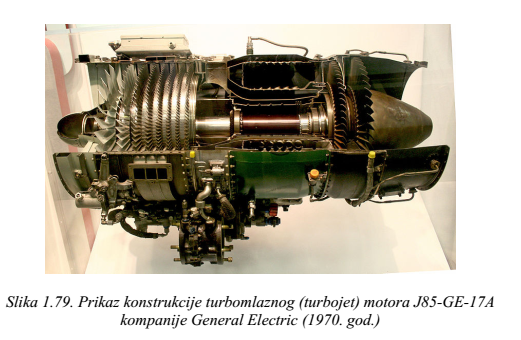 Slika 1.79. Prikaz konstrukcije turbomlaznog (turbojet) motora J85-GE-17A
kompanije General Electric (1970. god.)